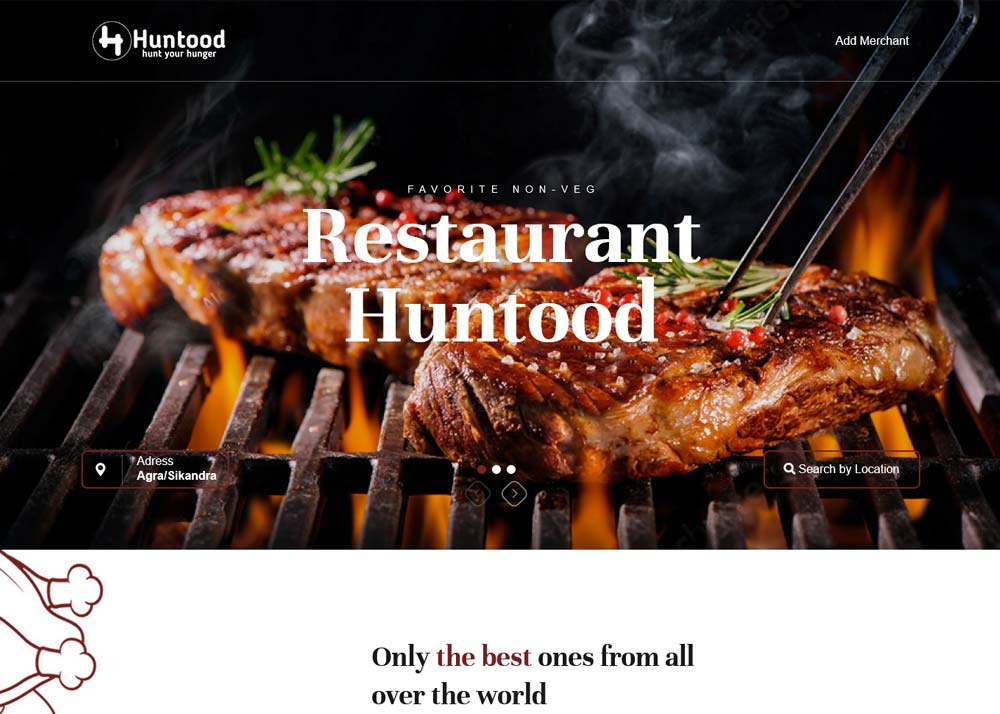 Huntood
hunt your hunger
Add Merchant
FAVORITE NON-VEG
Restaurant
Huntood
Adress
Agra/Sikandra
Search by Location
Only the best ones from all
over the world